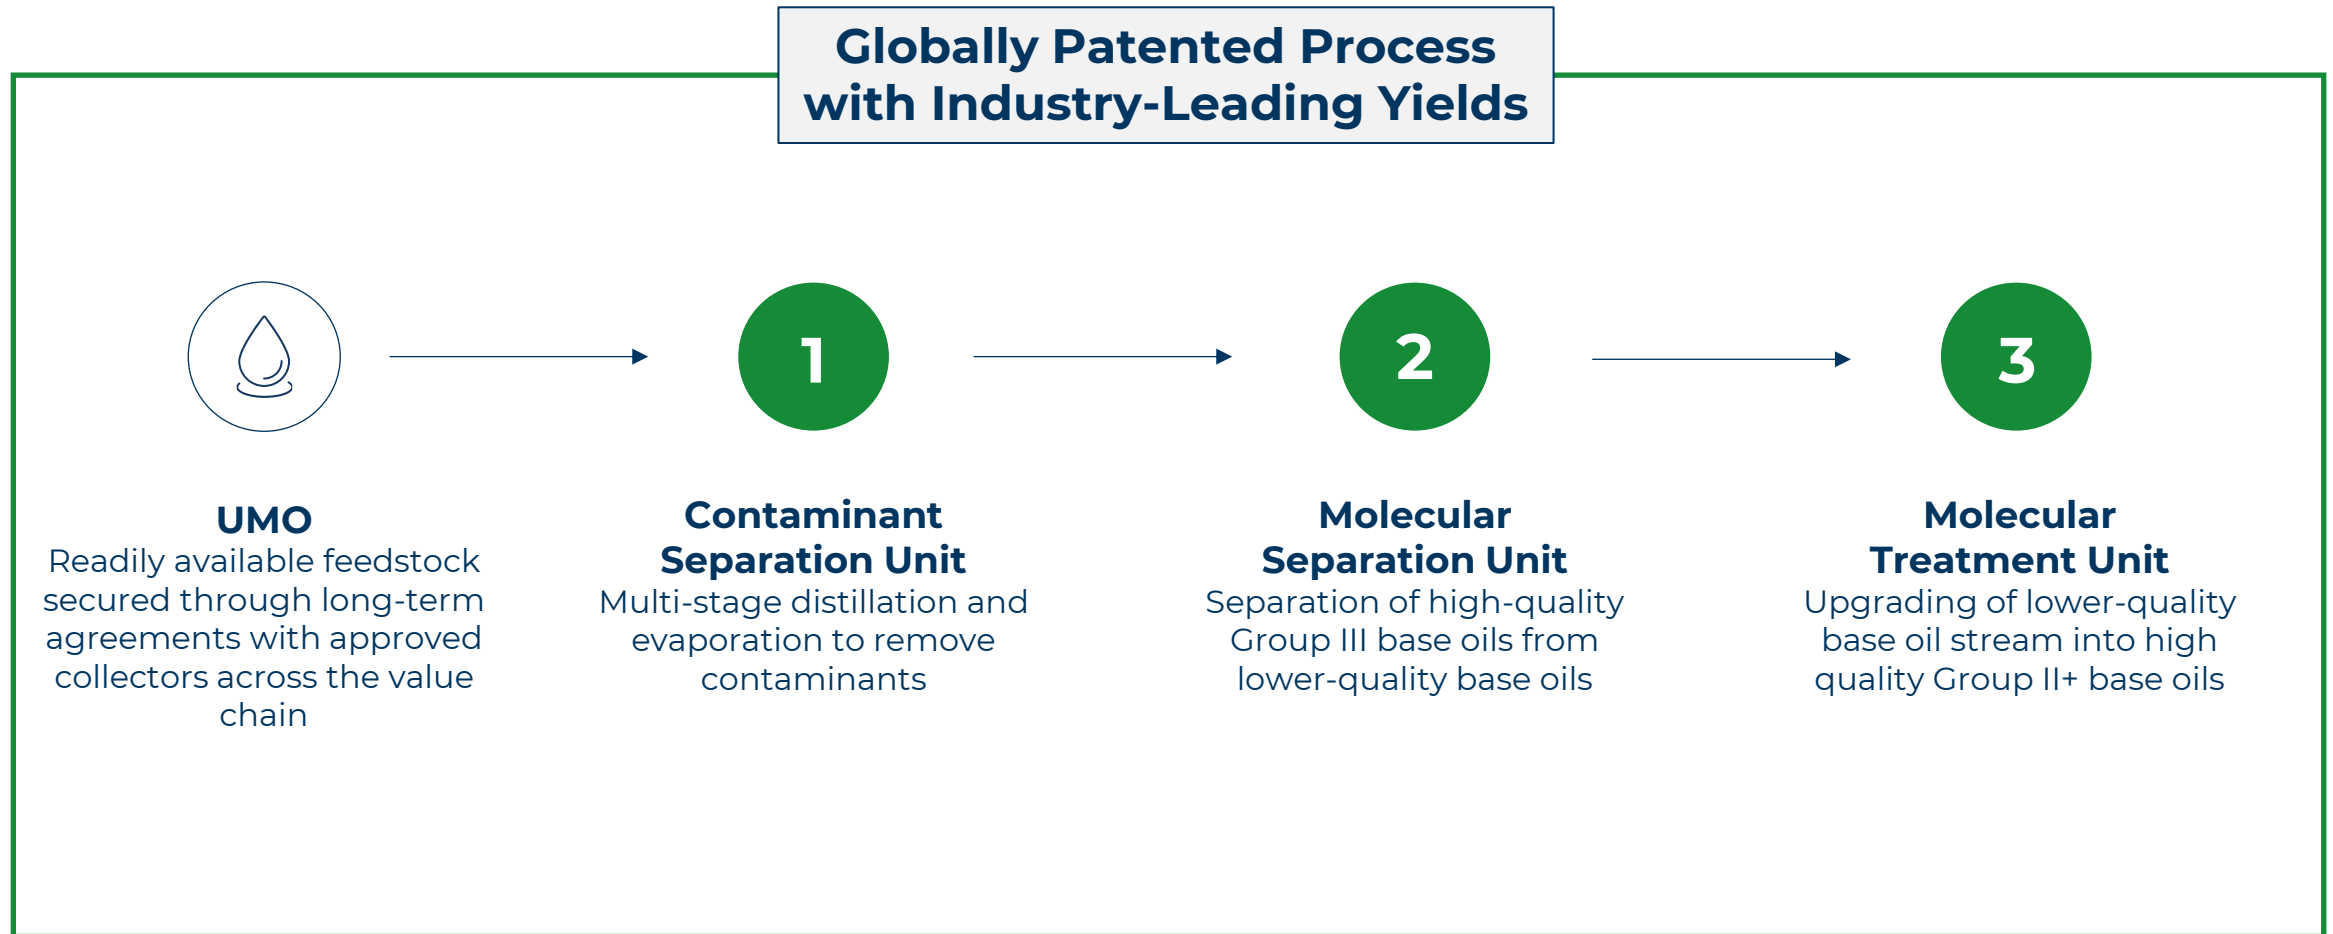 Globally Patented Process
with Industry-Leading Yields
UMO
Readily available feedstock
secured through long-term
agreements with approved
collectors across the value
chain
1
Contaminant
Separation Unit
Multi-stage distillation and
evaporation to remove
contaminants
2
Molecular
Separation Unit
Separation of high-quality
Group III base oils from
lower-quality base oils
3
Molecular
Treatment Unit
Upgrading of lower-quality
base oil stream into high
quality Group II+ base oils